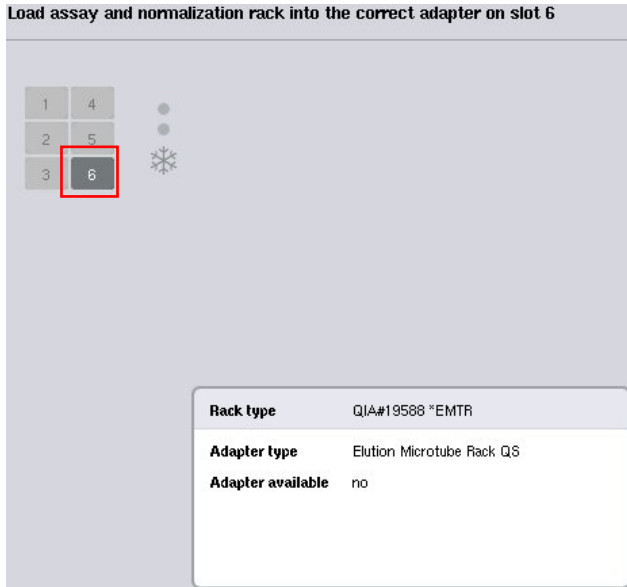 Load assay and normalization rack into the correct adapter on slot 6
1 4
2 5
3 6
Rack type QIA#19588 *EMTR
Adapter type Elution Microtube Rack QS
Adapter available no